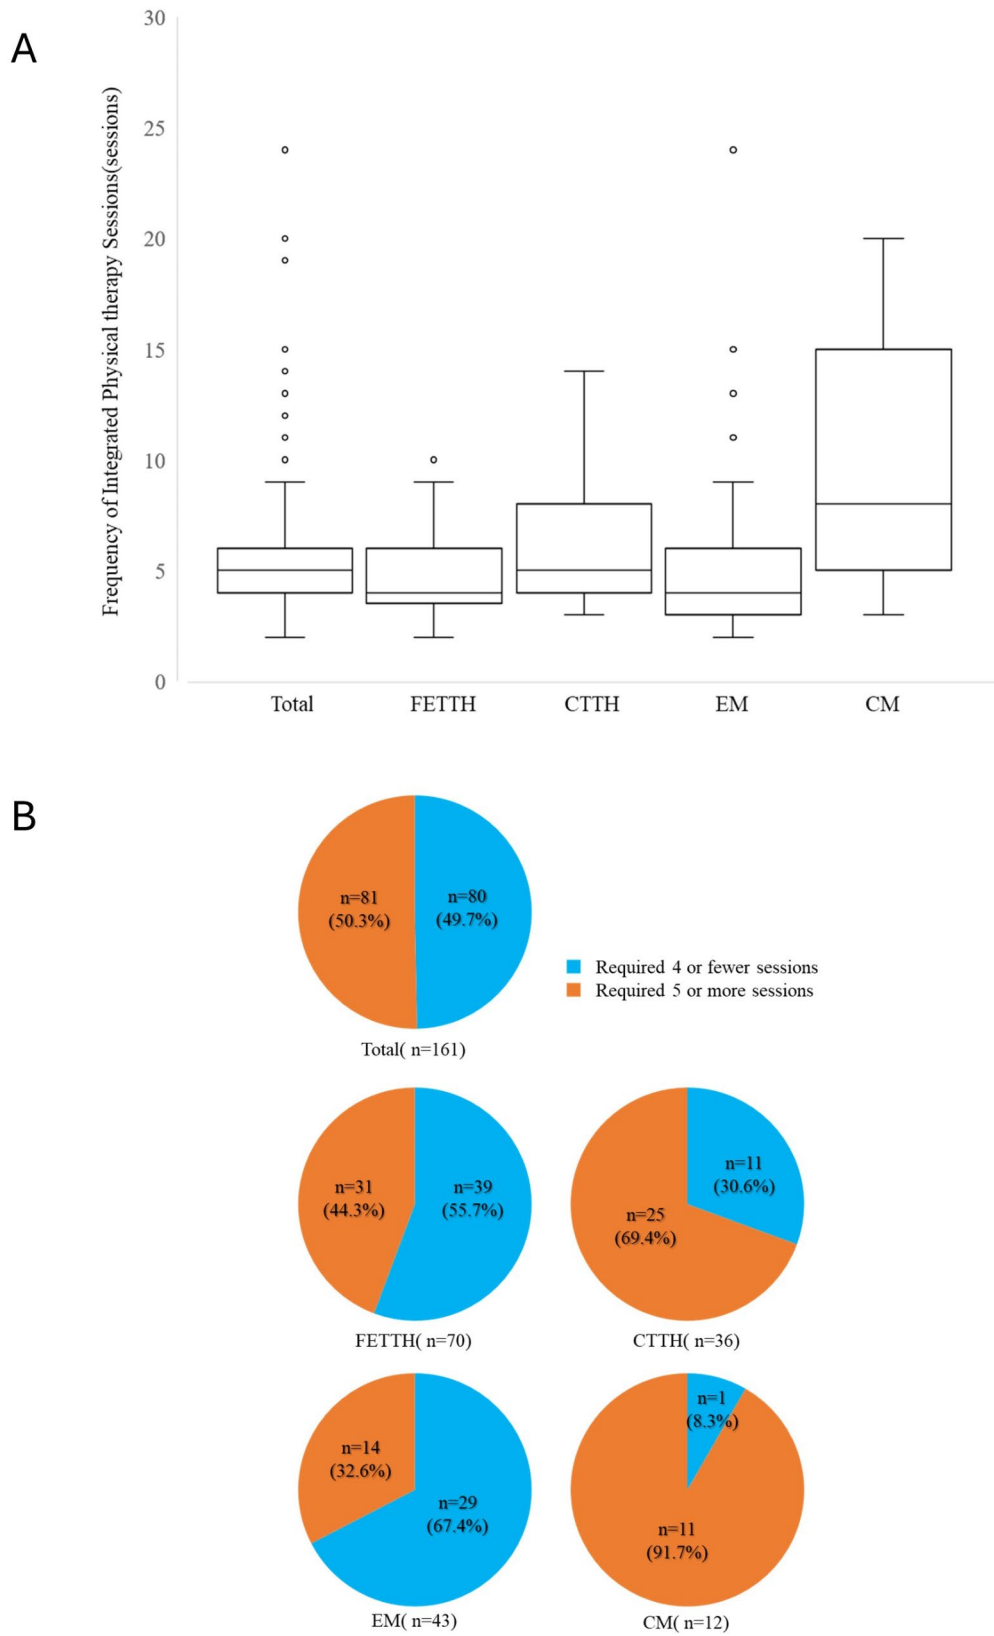 A
Frequency of Integrated Physical therapy Sessions(sessions)
30
25
20
15
10
5
0
Total FETTH CTTH EM CM
B
n=81
(50.3%)
n=80
(49.7%)
Required 4 or fewer sessions
Required 5 or more sessions
Total( n=161)
n=31
(44.3%)
n=39
(55.7%)
n=11
(30.6%)
n=25
(69.4%)
FETTH( n=70)
CTTH( n=36)
n=14
(32.6%)
n=29
(67.4%)
n=1
(8.3%)
n=11
(91.7%)
EM( n=43)
CM( n=12)